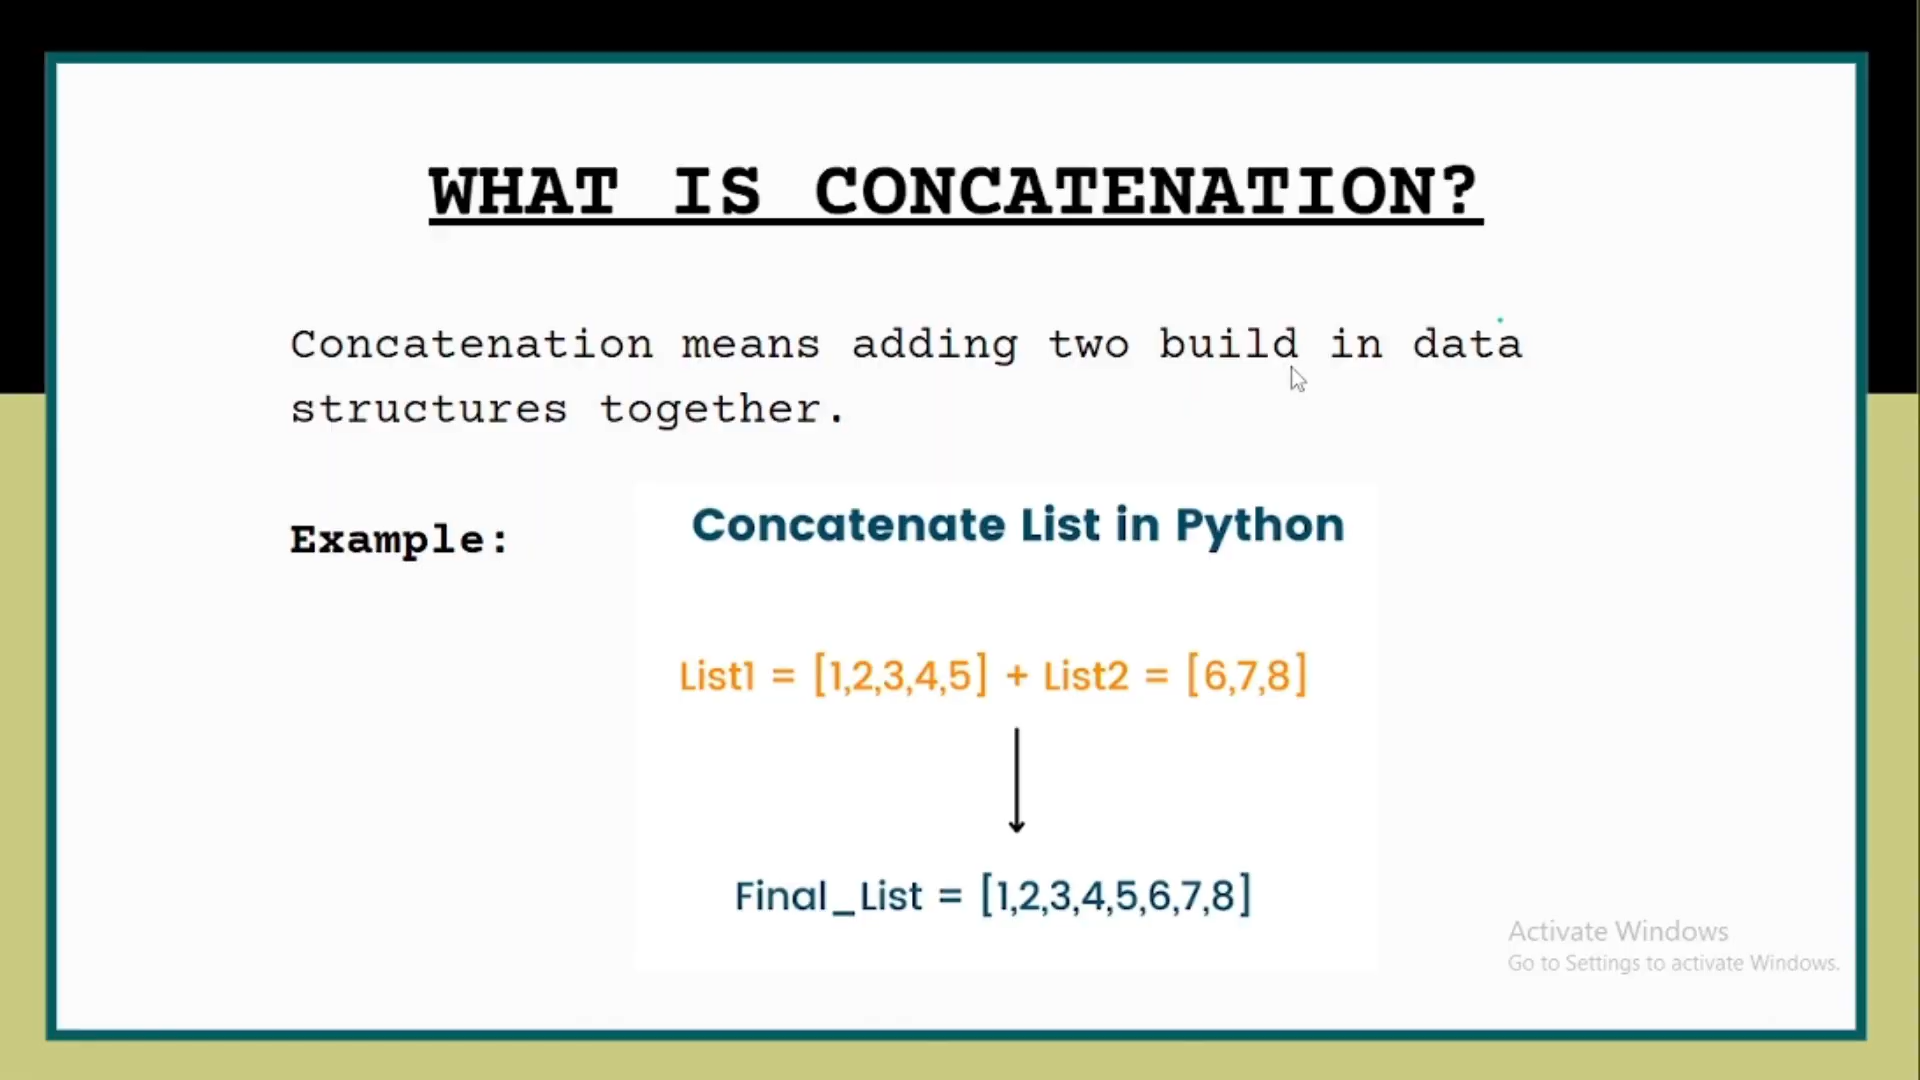 WHAT IS CONCATENATION?
Concatenation means adding two build in data
structures together.
Example:
Concatenate List in Python
List1 = [1,2,3,4,5] + List2 = [6,7,8]
Final_List = [1,2,3,4,5,6,7,8]
Activate Windows
Go to Settings to activate Windows.